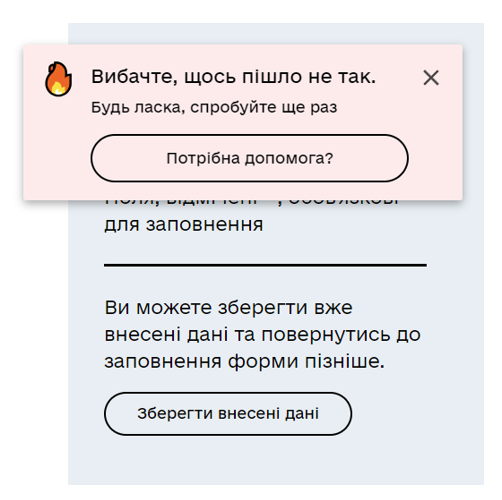 Вибачте, щось пішло не так.
Будь ласка, спробуйте ще раз
Потрібна допомога?
для заповнення
Ви можете зберегти вже
внесені дані та повернутись до
заповнення форми пізніше.
Зберегти внесені дані